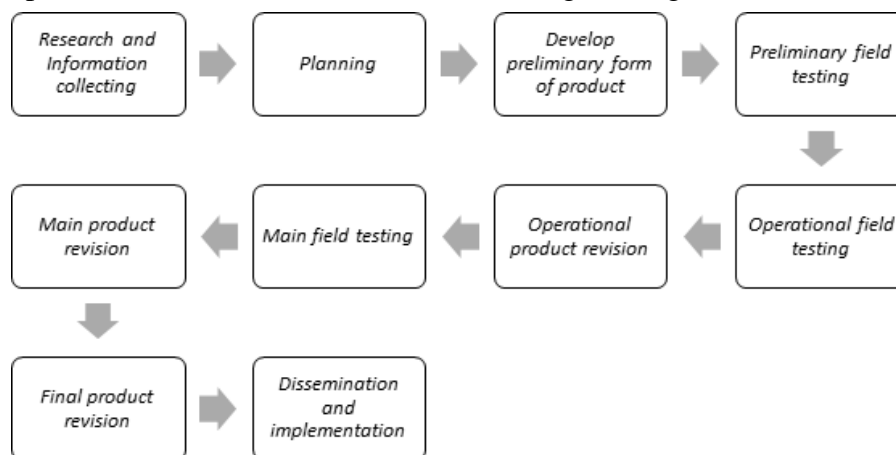 Research and
Information
collecting
Planning
Develop
preliminary form
of product
Preliminary field
testing
Operational field
testing
Operational
product revision
Main field testing
Main product
revision
Final product
revision
Dissemination
and
implementation